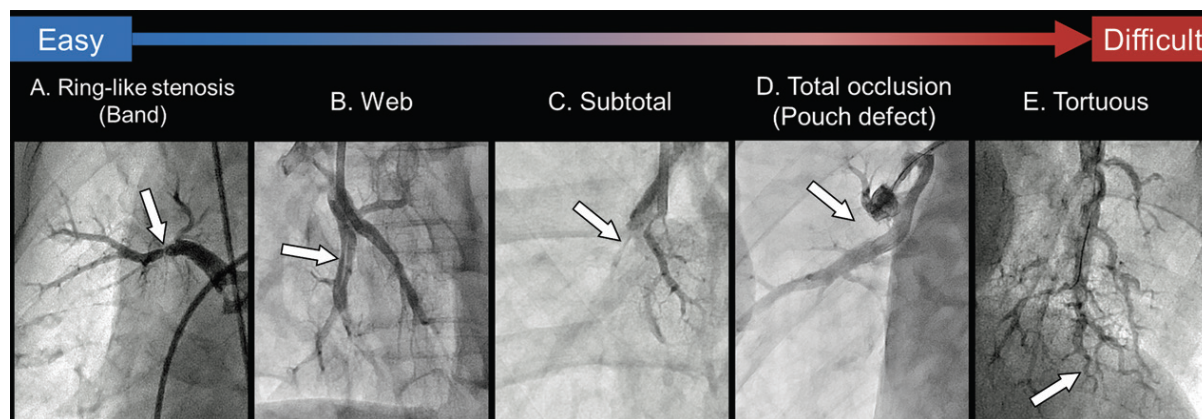 Easy
Difficult
A. Ring-like stenosis
(Band)
B. Web
C. Subtotal
D. Total occlusion
(Pouch defect)
E. Tortuous